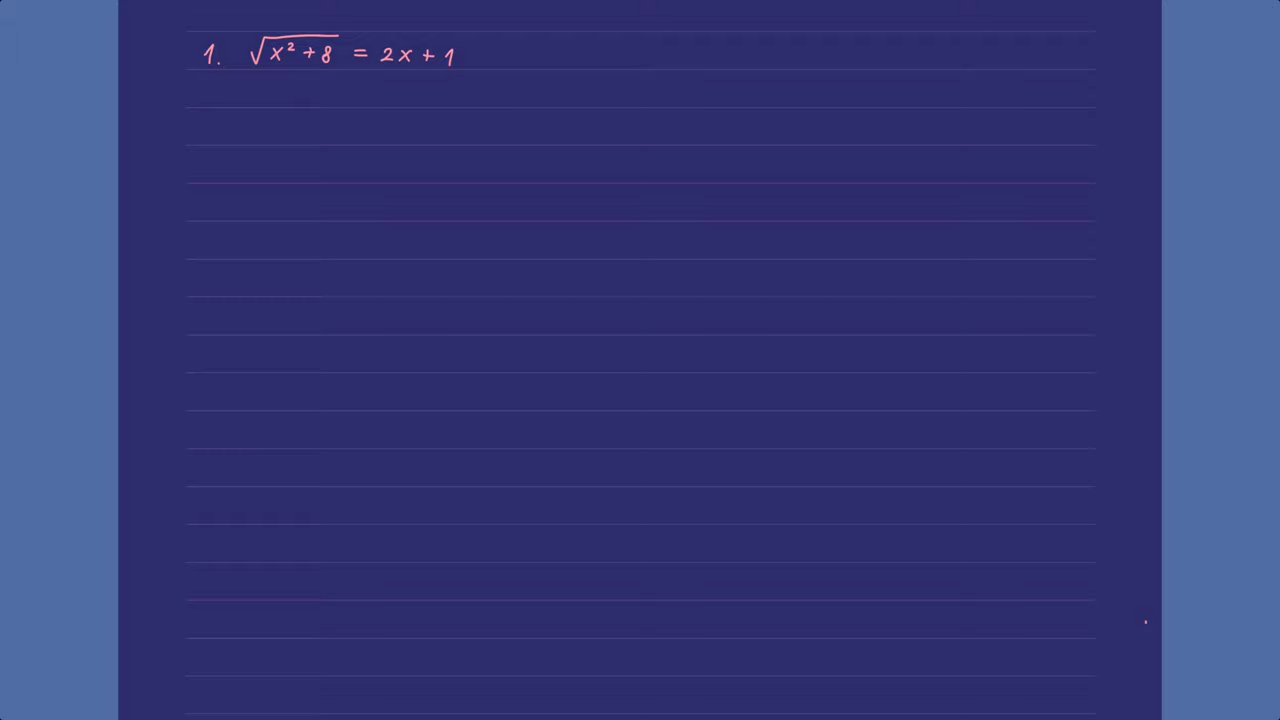 1. √(x² + 8) = 2x + 1